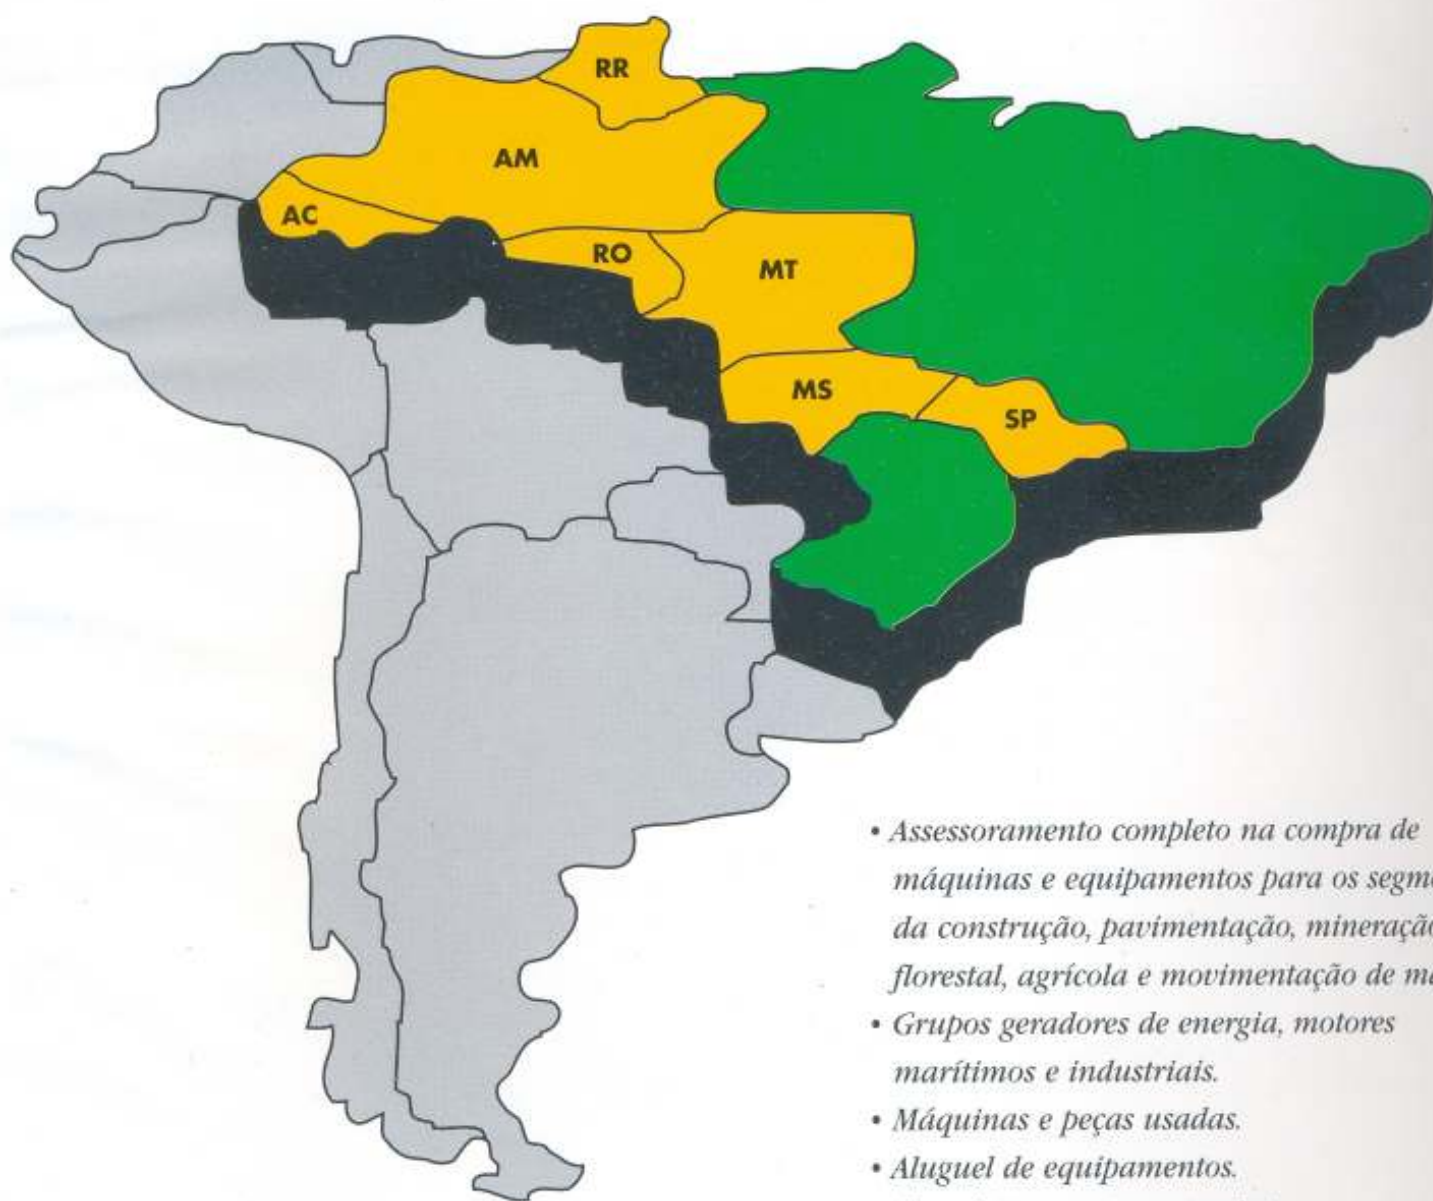 RR
AM
AC
RO
MT
MS
SP
• Assessoramento completo na compra de
máquinas e equipamentos para os
da construção, pavimentação, mineração
florestal, agrícola e movimentação de
• Grupos geradores de energia, motores
marítimos e industriais.
• Máquinas e peças usadas.
• Aluguel de equipamentos.